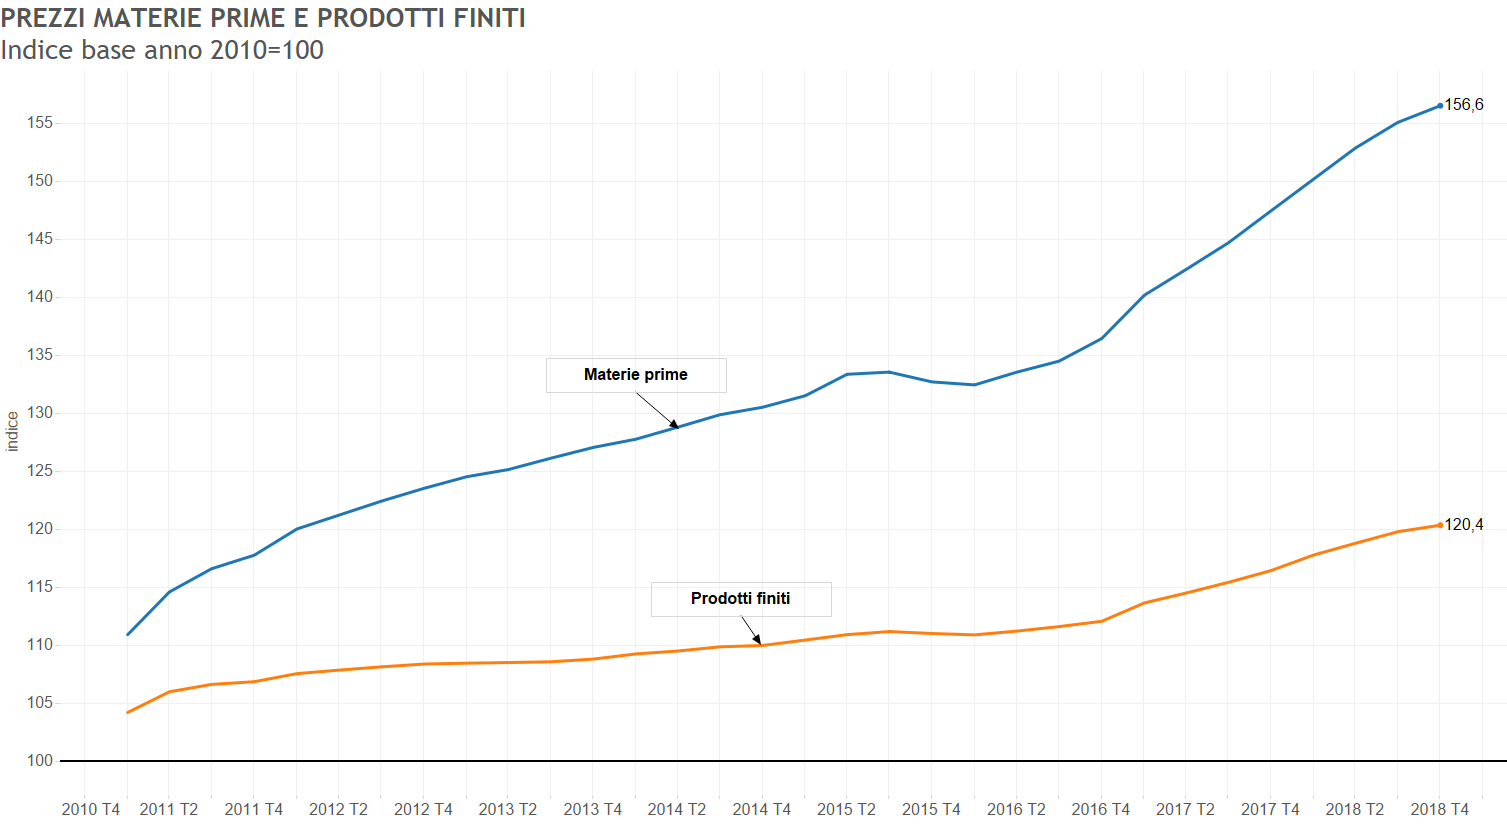 PREZZI MATERIE PRIME E PRODOTTI FINITI
Indice base anno 2010=100
156,6
155
150
145
140
135
Materie prime
130
indice
125
120
120,4
115
Prodotti finiti
110
105
100
2010 T4 2011 T2 2011 T4 2012 T2 2012 T4 2013 T2 2013 T4 2014 T2 2014 T4 2015 T2 2015 T4 2016 T2 2016 T4 2017 T2 2017 T4 2018 T2 2018 T4